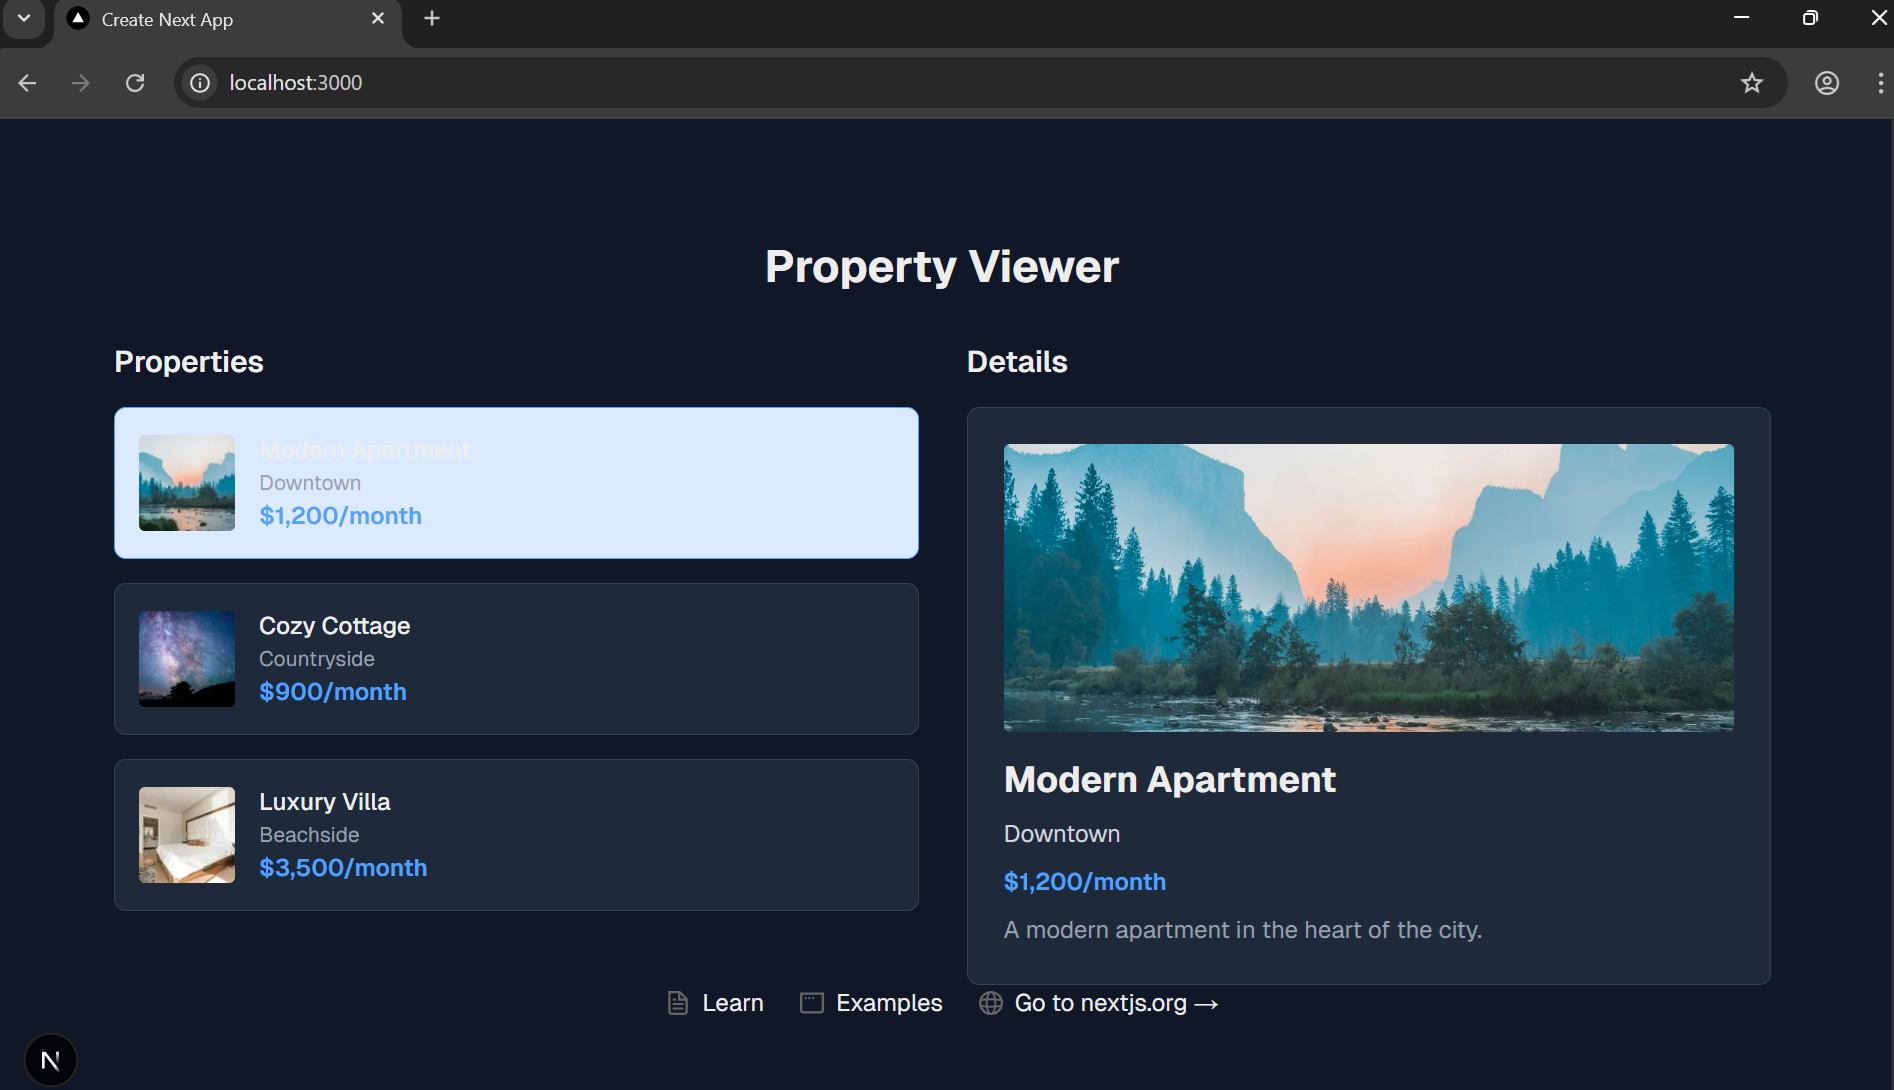 Create Next App
localhost:3000
Property Viewer
Properties
Modern Apartment
Downtown
$1,200/month
Cozy Cottage
Countryside
$900/month
Luxury Villa
Beachside
$3,500/month
Details
Modern Apartment
Downtown
$1,200/month
A modern apartment in the heart of the city.
Learn Examples Go to nextjs.org →
N